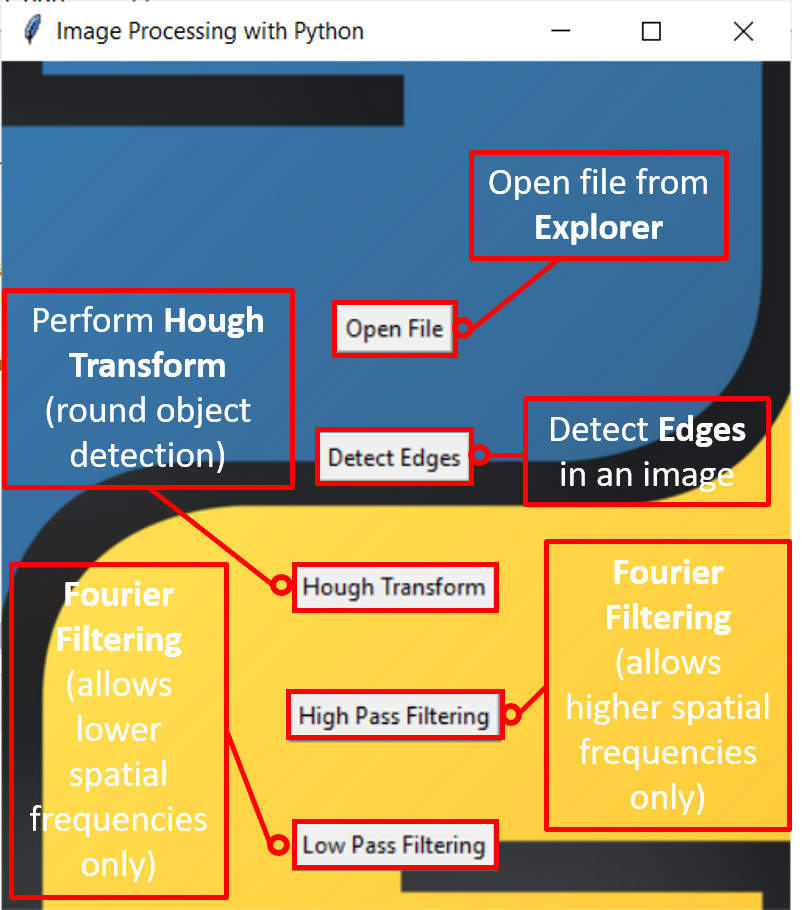 Image Processing with Python
Open file from
Explorer
Perform Hough
Transform
(round object
detection)
Open File
Detect Edges
in an image
Detect Edges
Hough Transform
Fourier
Filtering
(allows
lower
spatial
frequencies
only)
Fourier
Filtering
(allows
higher spatial
frequencies
only)
High Pass Filtering
Low Pass Filtering